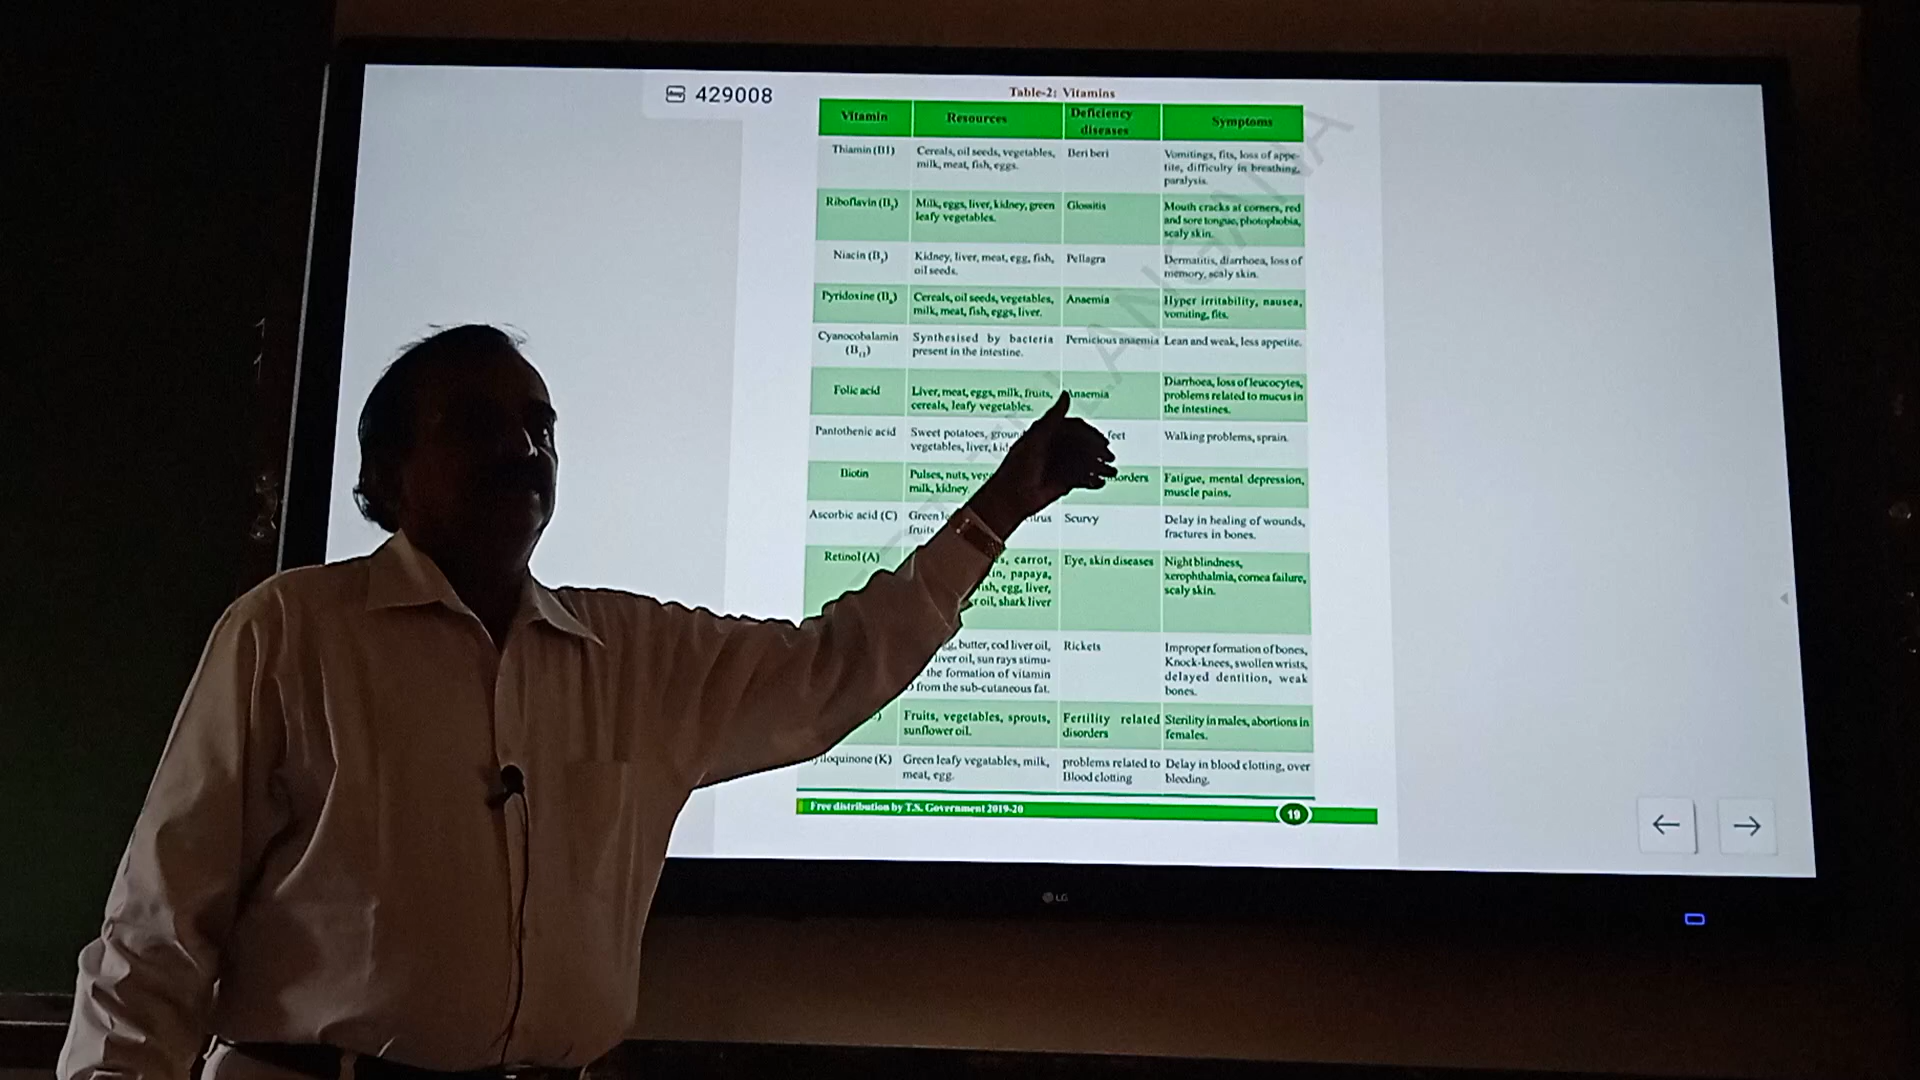 429008
Table-2: Vitamins
Vitamin
Resources
Deficiency
diseases
Symptoms
Thiamin (B1)
Cereals, oil seeds, vegetables,
milk, meat, fish, eggs.
Beri beri
Vomitings, fits, loss of appe-
tite, difficulty in breathing,
paralysis.
Riboflavin (B2)
Milk, eggs, liver, kidney, green
leafy vegetables.
Glossitis
Mouth cracks at corners, red
and sore tongue, photophobia,
scaly skin.
Niacin (B3)
Kidney, liver, meat, egg, fish,
oil seeds.
Pellagra
Dermatitis, diarrhoea, loss of
memory, scaly skin.
Pyridoxine (B6)
Cereals, oil seeds, vegetables,
milk, meat, fish, eggs, liver.
Anaemia
Hyper irritability, nausea,
vomiting, fits.
Cyanocobalamin
(B12)
Synthesised by bacteria
present in the intestine.
Pernicious anaemia
Lean and weak, less appetite.
Folic acid
Liver, meat, eggs, milk, fruits,
cereals, leafy vegetables.
Anaemia
Diarrhoea, loss of leucocytes,
problems related to mucus in
the intestines.
Pantothenic acid
Sweet potatoes,
vegetables, liver,
feet
Walking problems, sprain.
Biotin
Pulses, nuts,
milk, kidney.
Fatigue, mental depression,
muscle pains.
Ascorbic acid (C)
Green
fruits
Scurvy
Delay in healing of wounds,
fractures in bones.
Retinol (A)
carrot,
papaya,
egg, liver,
oil, shark liver
Eye, skin diseases
Night blindness,
xerophthalmia, cornea failure,
scaly skin.
butter, cod liver oil,
liver oil, sun rays stimu-
the formation of vitamin
D from the sub-cutaneous fat.
Rickets
Improper formation of bones,
Knock-knees, swollen wrists,
delayed dentition, weak
bones.
Fruits, vegetables, sprouts,
sunflower oil.
Fertility related
disorders
Sterility in males, abortions in
females.
(K)
Green leafy vegatables, milk,
meat, egg.
problems related to
Blood clotting
Delay in blood clotting, over
bleeding.
Free distribution by T.S. Government 2019-20
19
LG